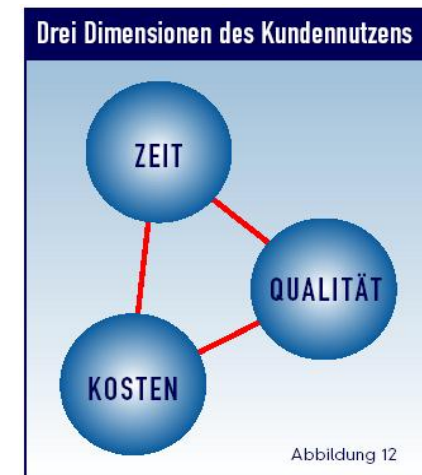 Drei Dimensionen des Kundennutzens
ZEIT
QUALITÄT
KOSTEN
Abbildung 12